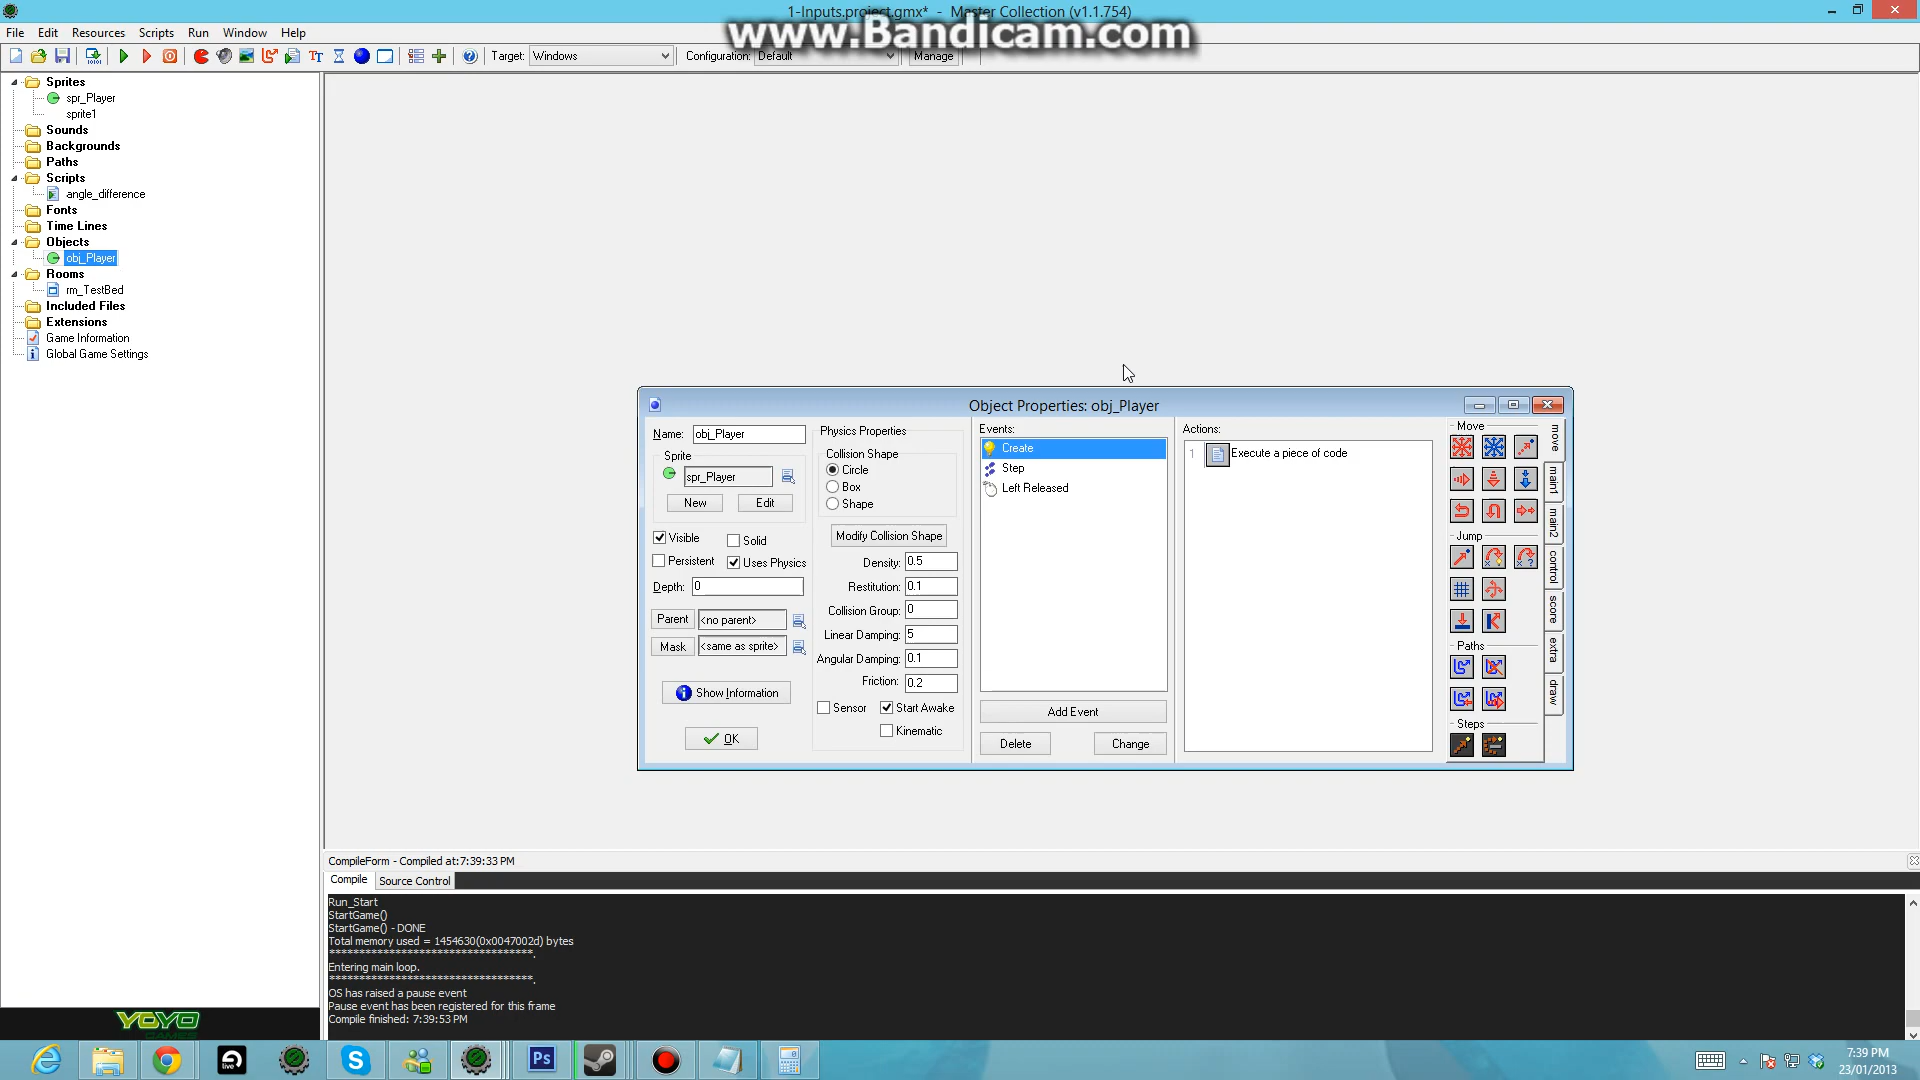 1-Inputs.project.gmx* - Master Collection (v1.1.754)
www.Bandicam.com
File Edit Resources Scripts Run Window Help
Target: Windows Configuration: Default Manage
Sprites
spr_Player
sprite1
Sounds
Backgrounds
Paths
Scripts
angle_difference
Fonts
Time Lines
Objects
obj_Player
Rooms
rm_TestBed
Included Files
Extensions
Game Information
Global Game Settings
Object Properties: obj_Player
Name: obj_Player
Sprite
spr_Player
New Edit
Visible Solid
Persistent Uses Physics
Depth: 0
Parent <no parent>
Mask <same as sprite>
Show Information
OK
Physics Properties
Collision Shape
Circle
Box
Shape
Modify Collision Shape
Density: 0.5
Restitution: 0.1
Collision Group: 0
Linear Damping: 5
Angular Damping: 0.1
Friction: 0.2
Sensor Start Awake
Kinematic
Events:
Create
Step
Left Released
Add Event
Delete Change
Actions:
1 Execute a piece of code
Move
Jump
Paths
Steps
move
main1
main2
control
score
extra
draw
CompileForm - Compiled at:7:39:33 PM
Compile Source Control
Run_Start
StartGame()
StartGame() - DONE
Total memory used = 1454630(0x0047002d) bytes
***********************************.
Entering main loop.
***********************************.
OS has raised a pause event
Pause event has been registered for this frame
Compile finished: 7:39:53 PM
YOYO
GAMES
live
Ps
7:39 PM
23/01/2013